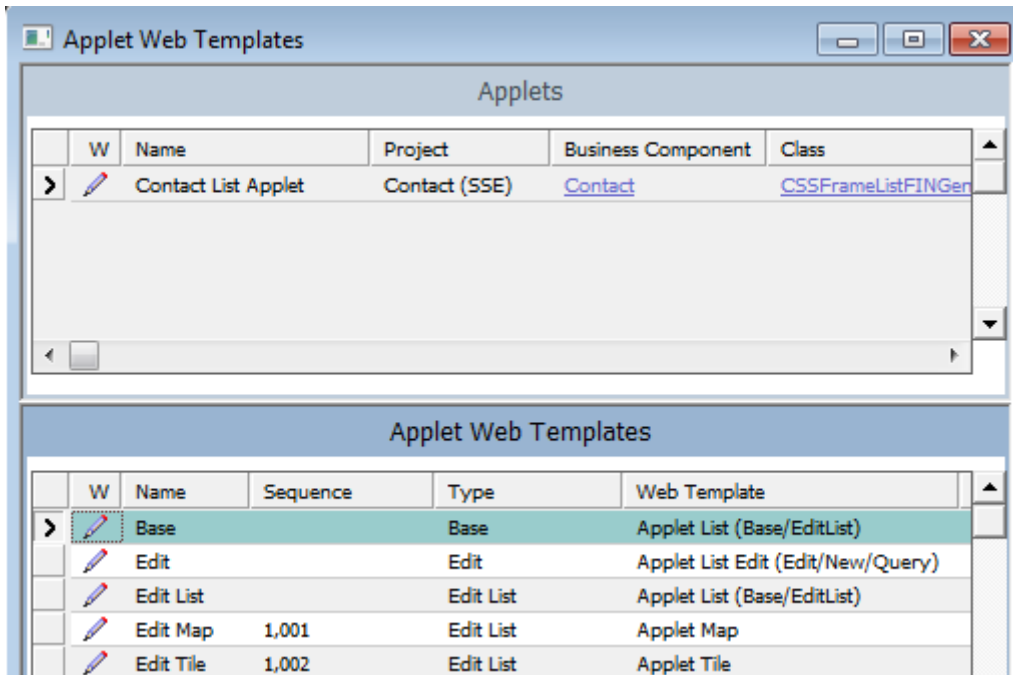 Applet Web Templates
Applets
W Name Project Business Component Class
Contact List Applet Contact (SSE) Contact CSSFrameListFINGen
Applet Web Templates
W Name Sequence Type Web Template
Base Base Applet List (Base/EditList)
Edit Edit Applet List Edit (Edit/New/Query)
Edit List Edit List Applet List (Base/EditList)
Edit Map 1,001 Edit List Applet Map
Edit Tile 1,002 Edit List Applet Tile